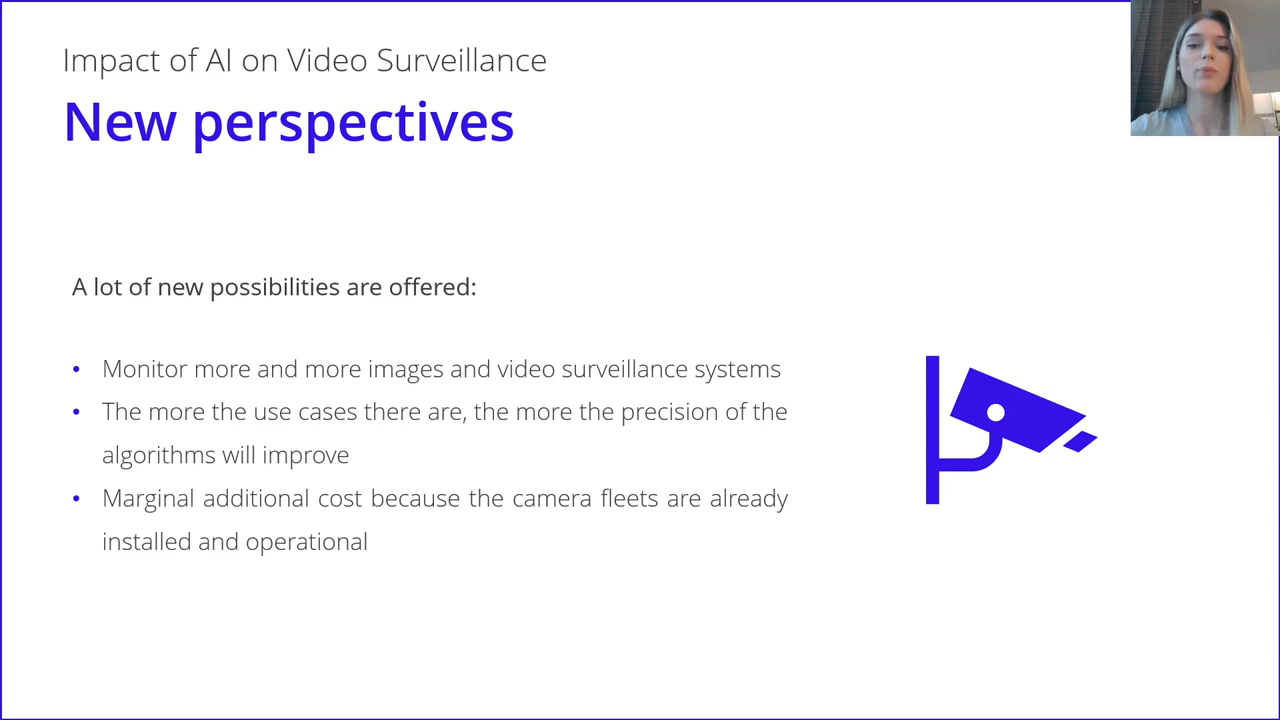 Impact of AI on Video Surveillance
New perspectives
A lot of new possibilities are offered:
• Monitor more and more images and video surveillance systems
• The more the use cases there are, the more the precision of the
algorithms will improve
• Marginal additional cost because the camera fleets are already
installed and operational